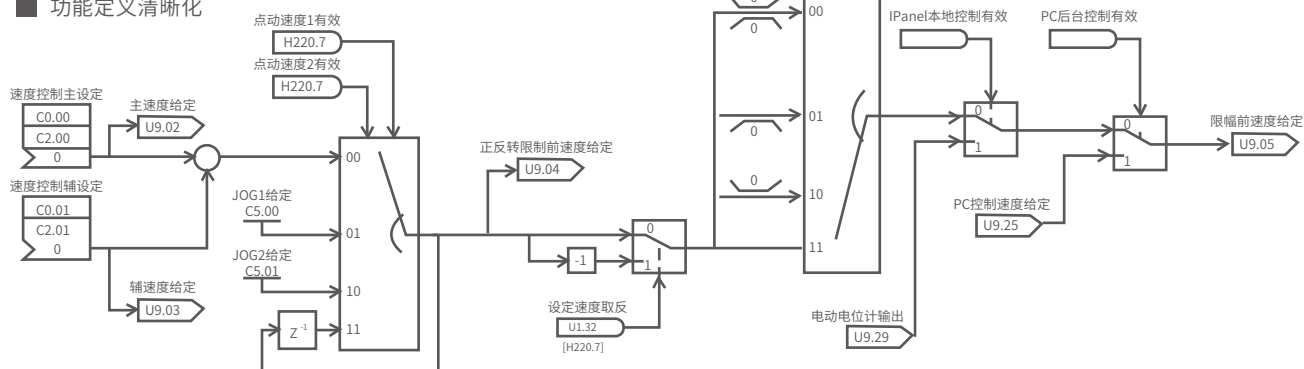 功能定义清晰化
点动速度1有效
H220.7
点动速度2有效
H220.7
速度控制主设定
C0.00
C2.00
0
主速度给定
U9.02
速度控制辅设定
C0.01
C2.01
0
辅速度给定
U9.03
JOG1给定
C5.00
JOG2给定
C5.01
Z-1
00
01
10
11
正反转限制前速度给定
U9.04
-1
0
1
设定速度取反
U1.32
[H220.7]
0
0
0
00
01
10
11
IPanel本地控制有效
PC后台控制有效
0
1
0
1
限幅前速度给定
U9.05
PC控制速度给定
U9.25
电动电位计输出
U9.29